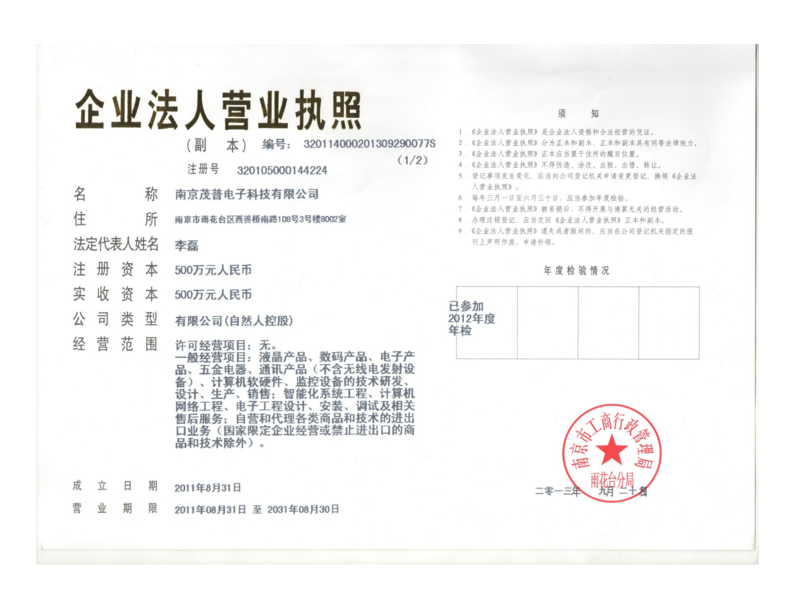 企业法人营业执照
(副 本) 编号: 320114000201309290077S
(1/2)
注册号 320105000144224
名 称 南京茂普电子科技有限公司
住 所 南京市雨花台区西善桥南路108号3号楼9002室
法定代表人姓名 李磊
注 册 资 本 500万元人民币
实 收 资 本 500万元人民币
公 司 类 型 有限公司(自然人控股)
经 营 范 围 许可经营项目：无。
一般经营项目：液晶产品、数码产品、电子产
品、五金电器、通讯产品（不含无线电发射设
备）、计算机软硬件、监控设备的技术研发、
设计、生产、销售；智能化系统工程、计算机
网络工程、电子工程设计、安装、调试及相关
售后服务；自营和代理各类商品和技术的进出
口业务（国家限定企业经营或禁止进出口的商
品和技术除外）。
成 立 日 期 2011年8月31日
营 业 期 限 2011年08月31日 至 2031年08月30日
须 知
1．《企业法人营业执照》是企业法人资格和合法经营的凭证。
2．《企业法人营业执照》分为正本和副本，正本和副本具有同等法律效力。
3．《企业法人营业执照》正本应当置于住所的醒目位置。
4．《企业法人营业执照》不得伪造、涂改、出租、出借、转让。
5．登记事项发生变化，应当向公司登记机关申请变更登记，换领《企业法
人营业执照》。
6．每年三月一日至六月三十日，应当参加年度检验。
7．《企业法人营业执照》被吊销后，不得开展与清算无关的经营活动。
8．办理注销登记，应当交回《企业法人营业执照》正本和副本。
9．《企业法人营业执照》遗失或者毁坏的，应当在公司登记机关指定的报
刊上声明作废，申请补领。
年度检验情况
已参加
2012年度
年检
南京市工商行政管理局
雨花台分局
二〇一三年 九月 二十日